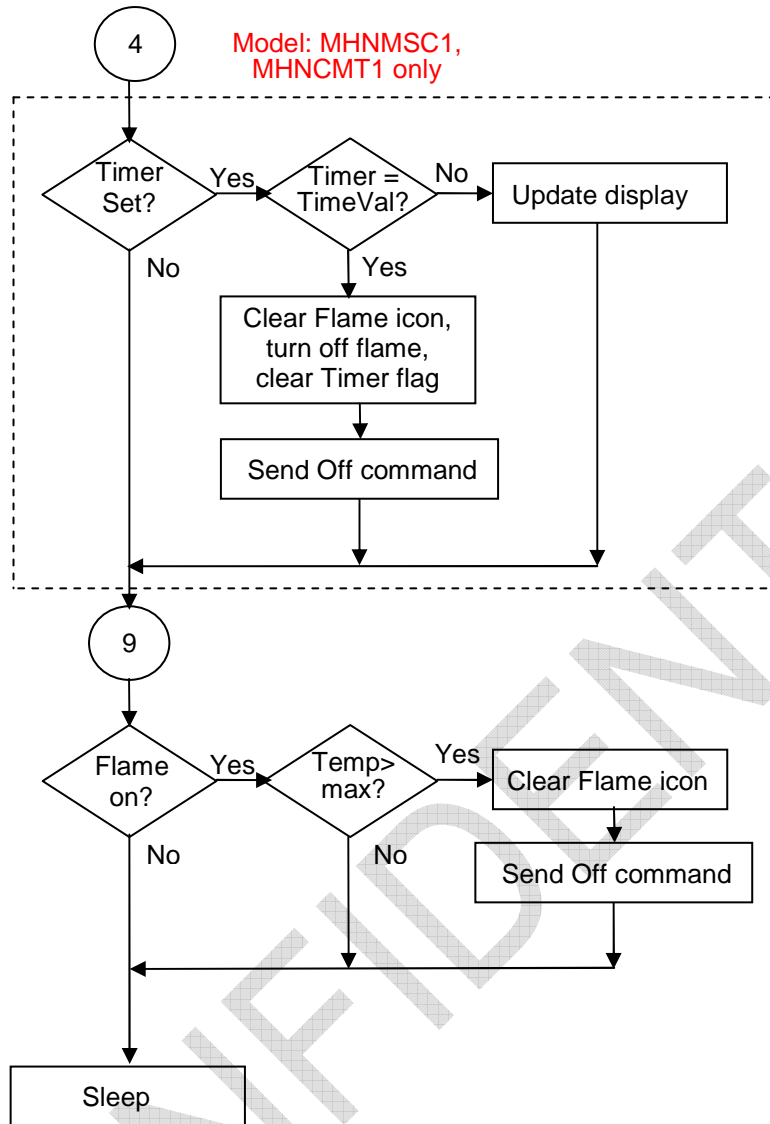 4
Model: MHNMSC1,
MHNCMT1 only
Timer
Set?
Yes
Timer =
TimeVal?
No
Update display
No
Yes
Clear Flame icon,
turn off flame,
clear Timer flag
Send Off command
9
Flame
on?
Yes
Temp>
max?
Yes
Clear Flame icon
No
No
Send Off command
Sleep
NFIDENT